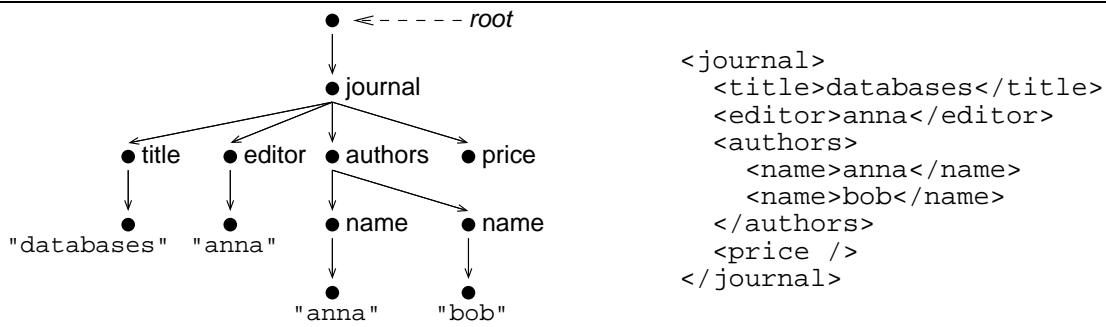 root
journal
title editor authors price
"databases" "anna" name name
"anna" "bob"
<journal>
<title>databases</title>
<editor>anna</editor>
<authors>
<name>anna</name>
<name>bob</name>
</authors>
<price />
</journal>